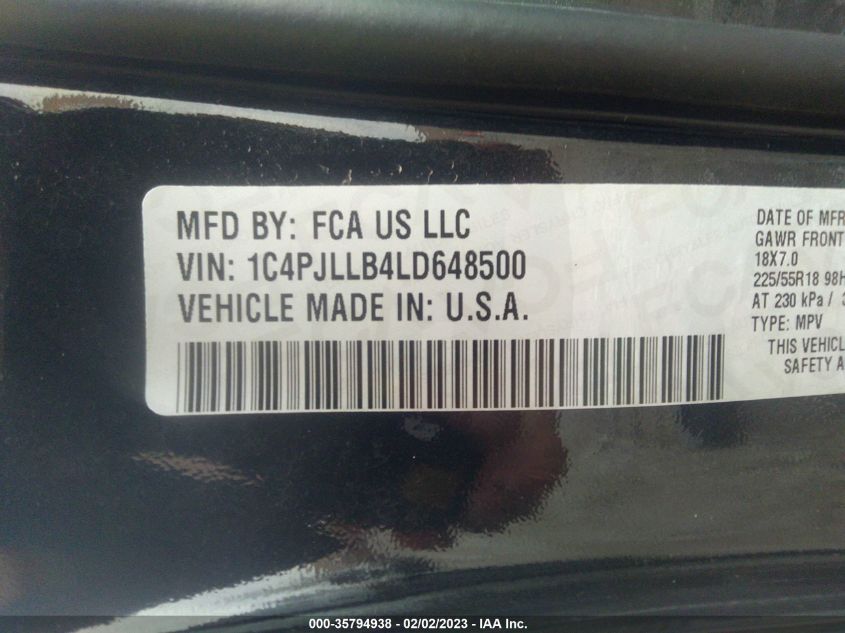 MFD BY: FCA US LLC
VIN: 1C4PJLLB4LD648500
VEHICLE MADE IN: U.S.A.
DATE OF MFR
GAWR FRONT
18X7.0
225/55R18 98H
AT 230 kPa /
TYPE: MPV
THIS VEHICL
SAFETY A
000-35794938 - 02/02/2023 - IAA Inc.